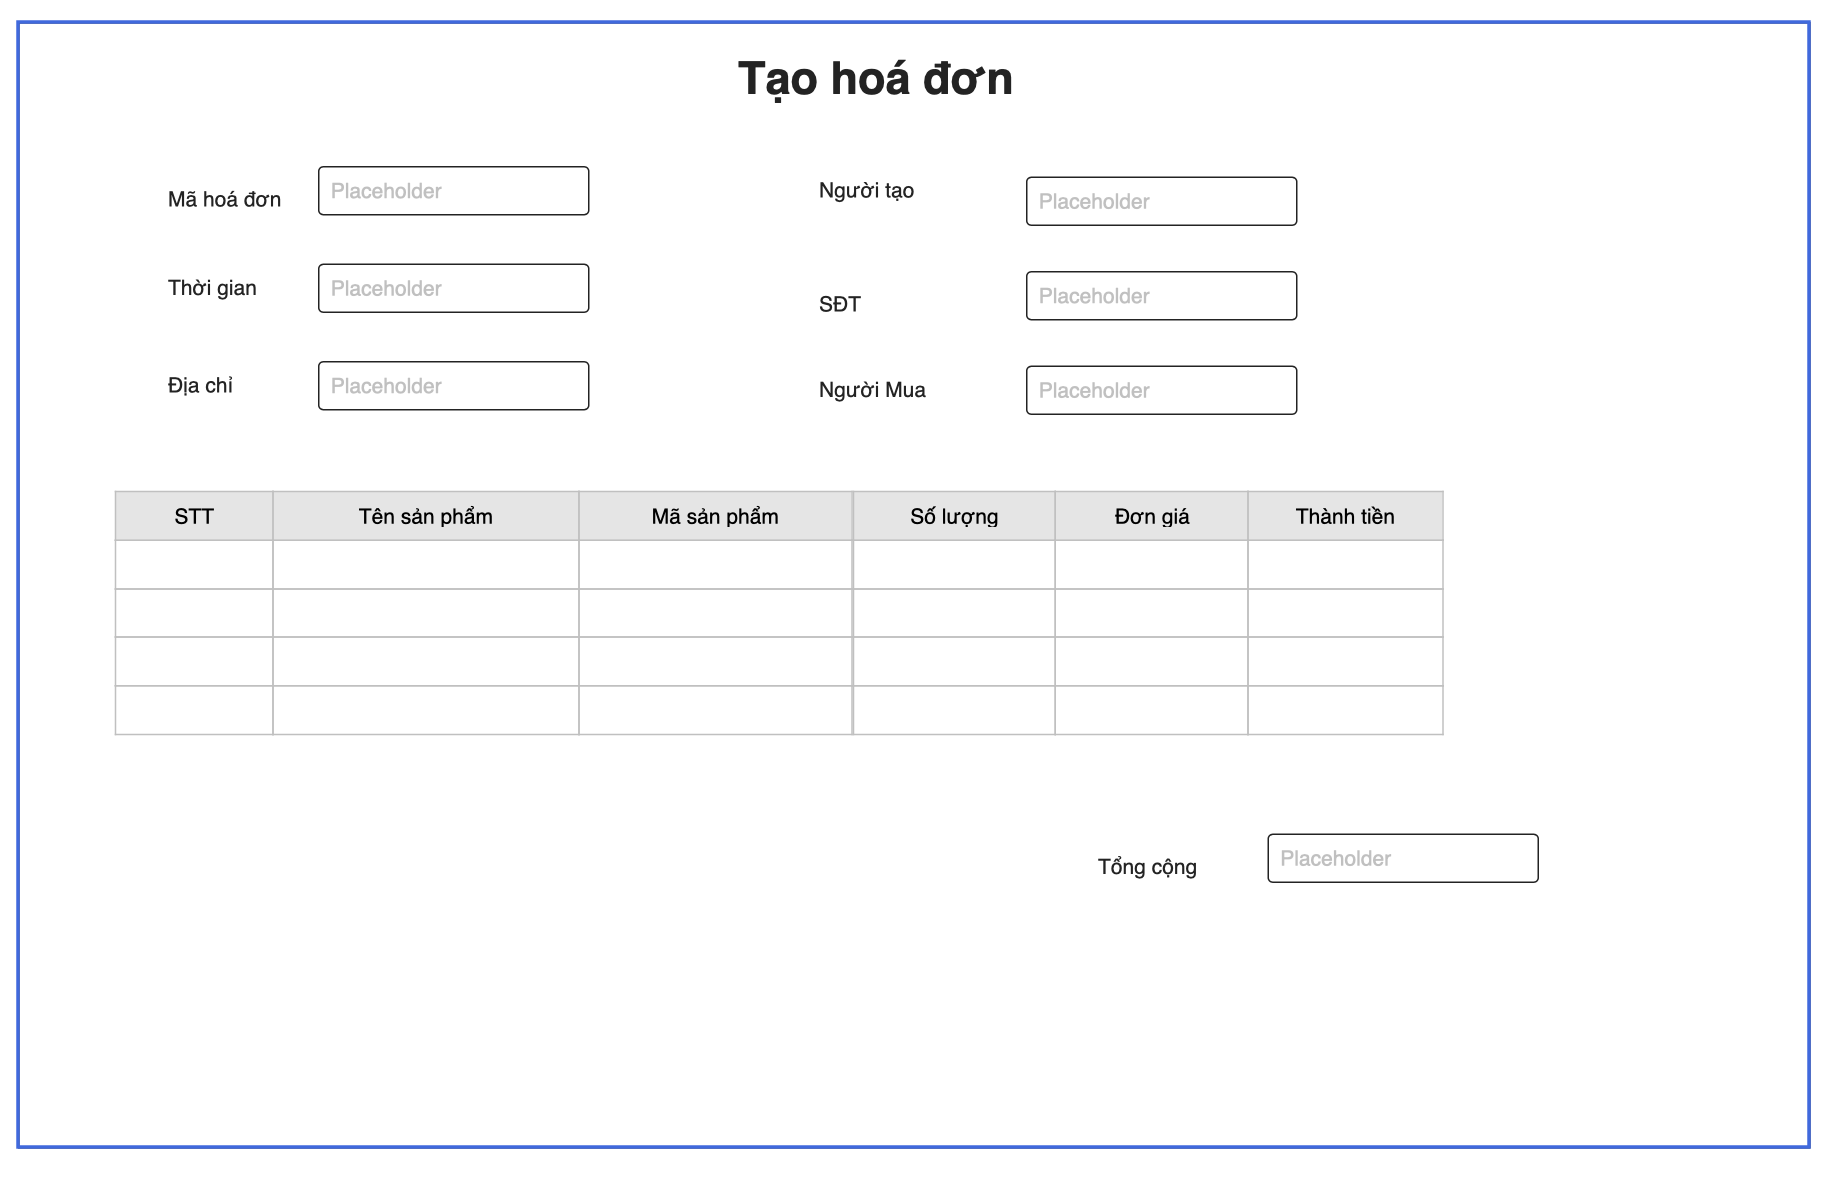 Tạo hoá đơn
Mã hoá đơn
Placeholder
Người tạo
Placeholder
Thời gian
Placeholder
SĐT
Placeholder
Địa chỉ
Placeholder
Người Mua
Placeholder
STT Tên sản phẩm Mã sản phẩm Số lượng Đơn giá Thành tiền
Tổng cộng
Placeholder